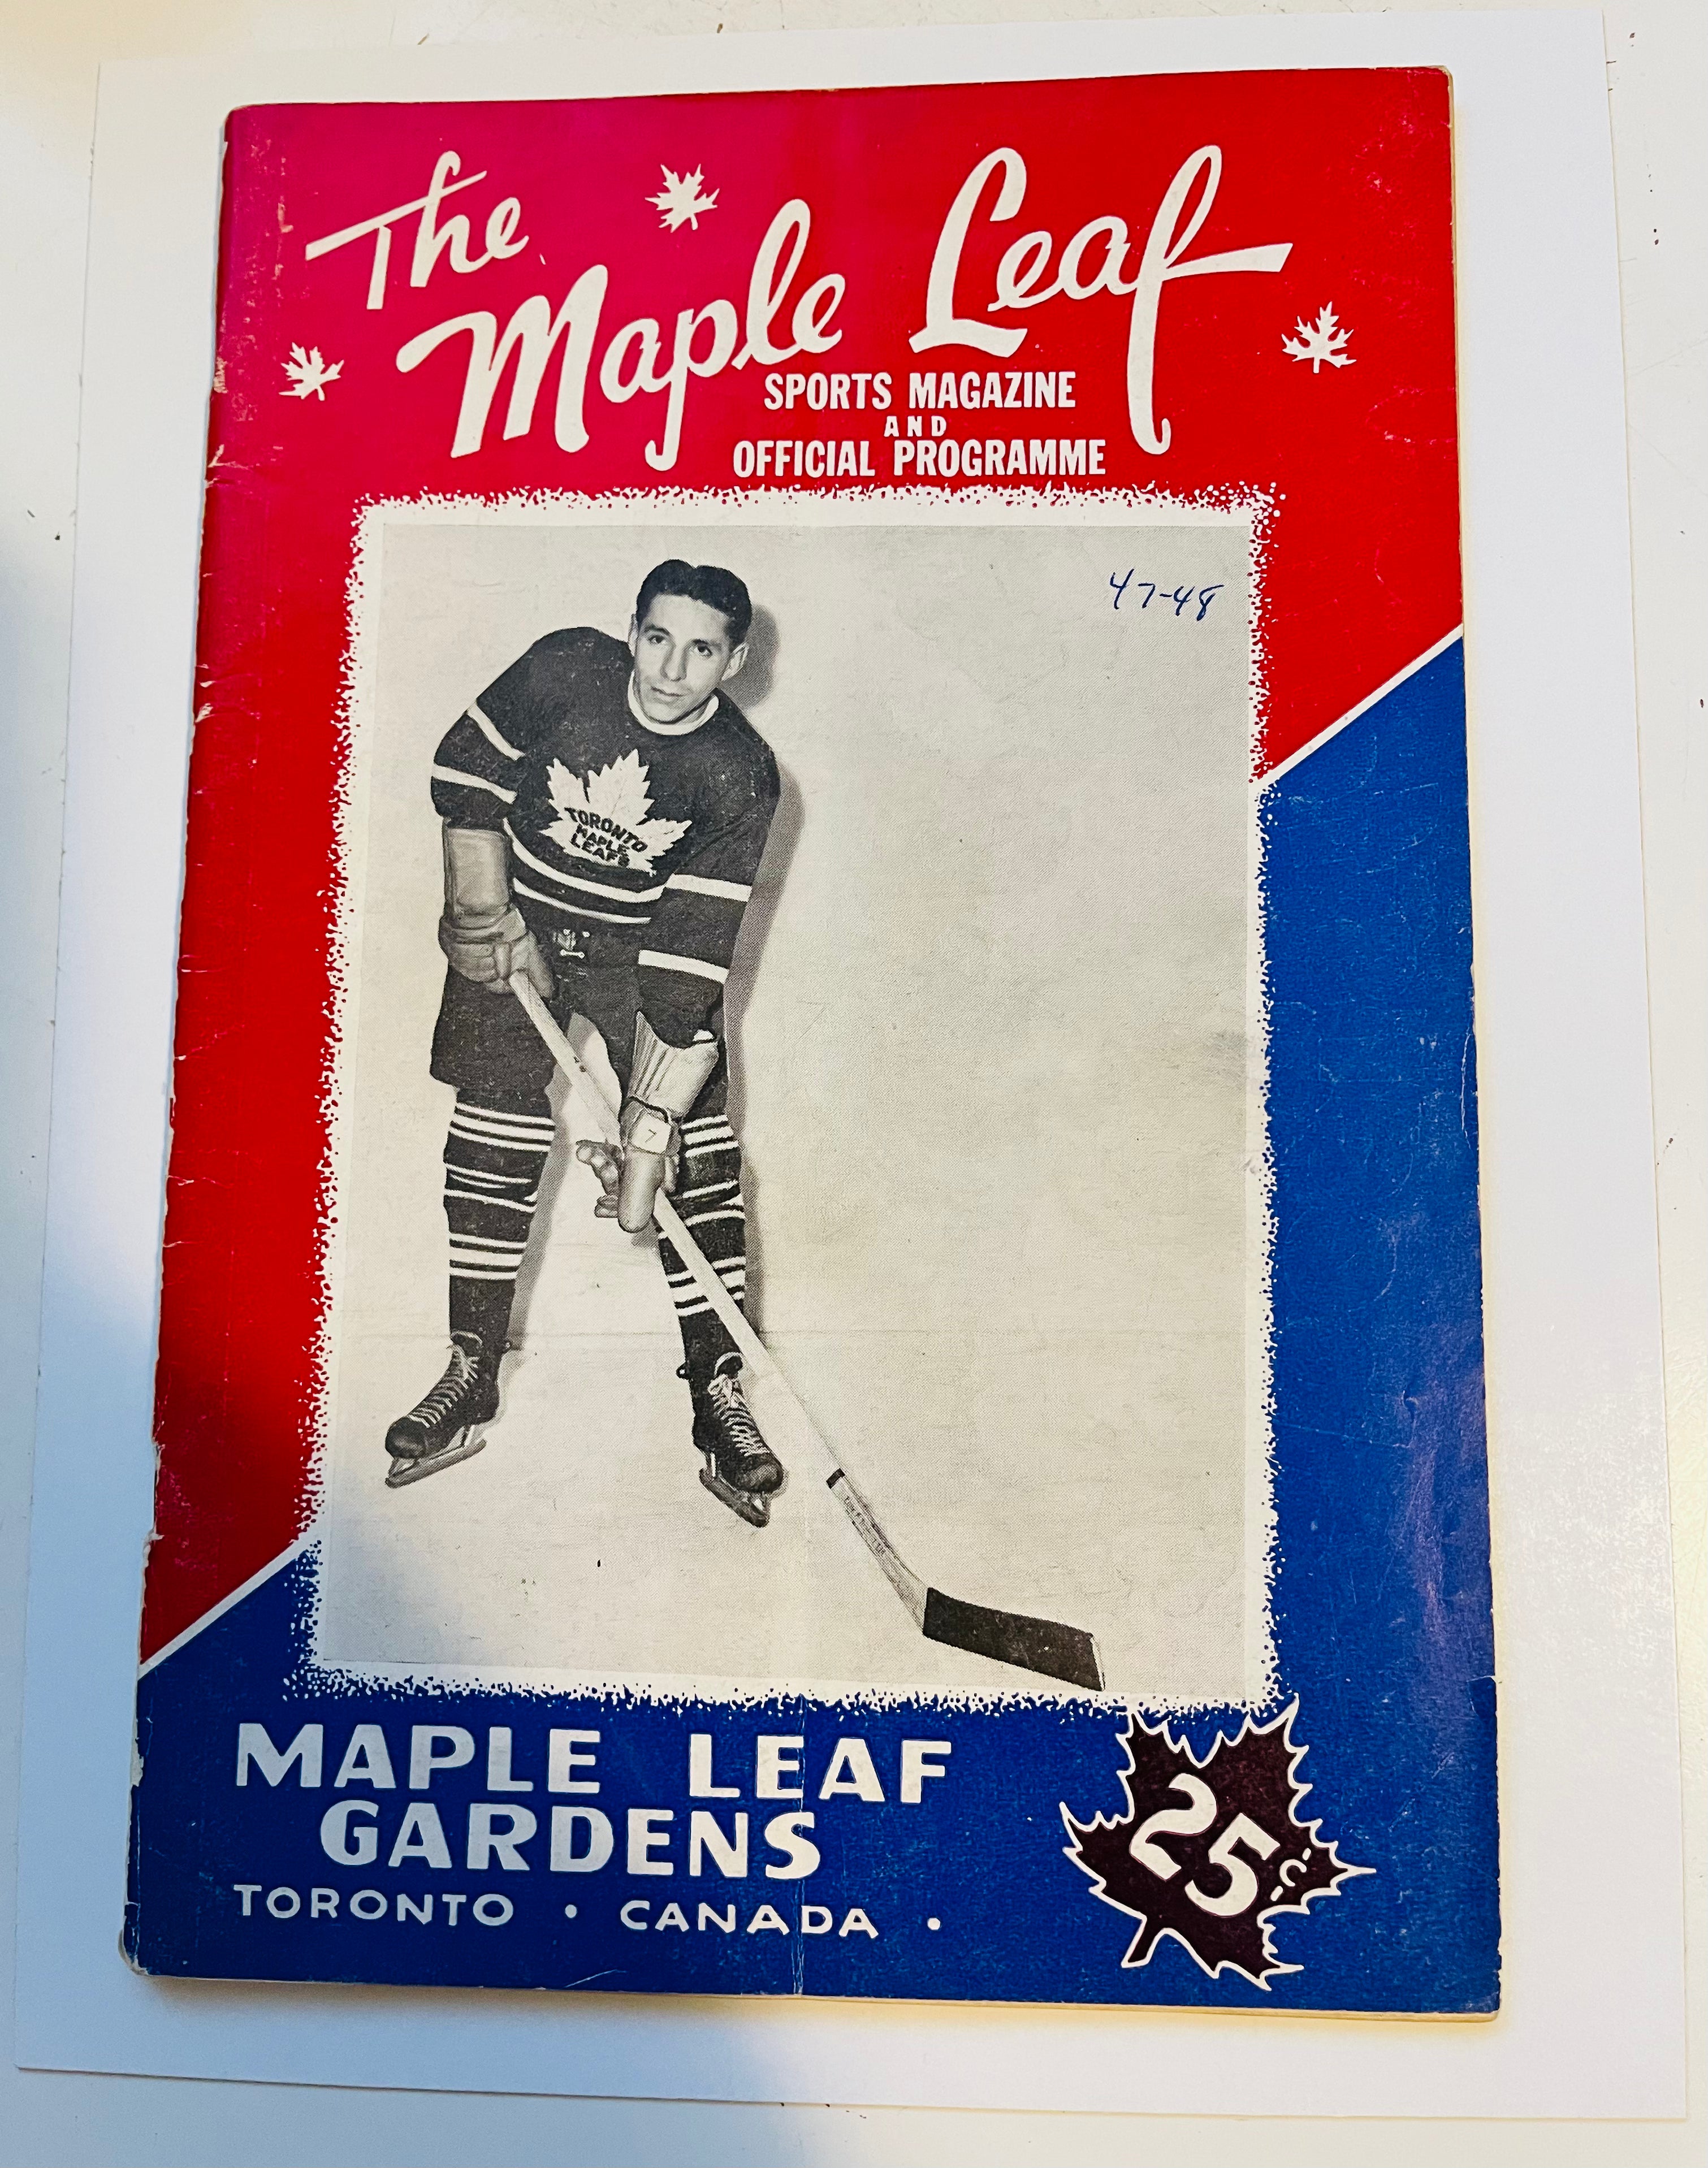 The
Maple Leaf
SPORTS MAGAZINE
AND
OFFICIAL PROGRAMME
47-48
TORONTO
MAPLE
LEAFS
7
MAPLE LEAF
GARDENS
TORONTO • CANADA •
25¢